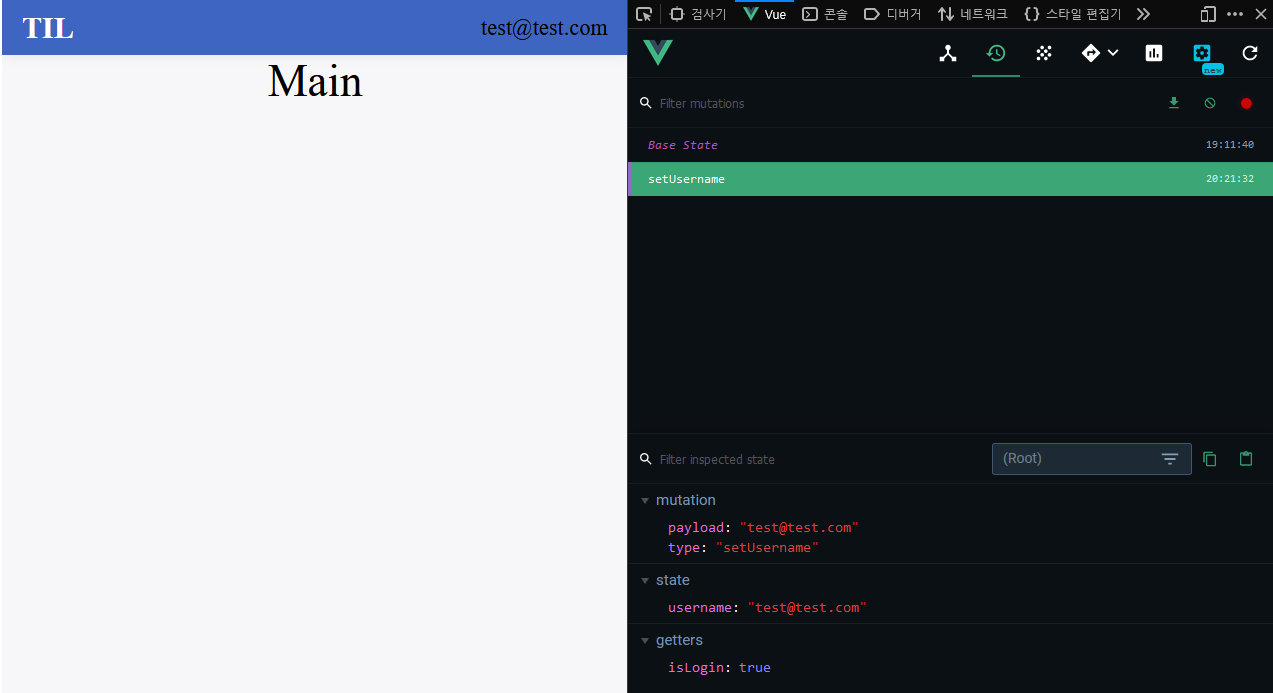 TIL
test@test.com
Main
검사기
Vue
콘솔
디버거
네트워크
스타일 편집기
new
Filter mutations
Base State 19:11:40
setUsername 20:21:32
Filter inspected state
(Root)
mutation
payload: "test@test.com"
type: "setUsername"
state
username: "test@test.com"
getters
isLogin: true